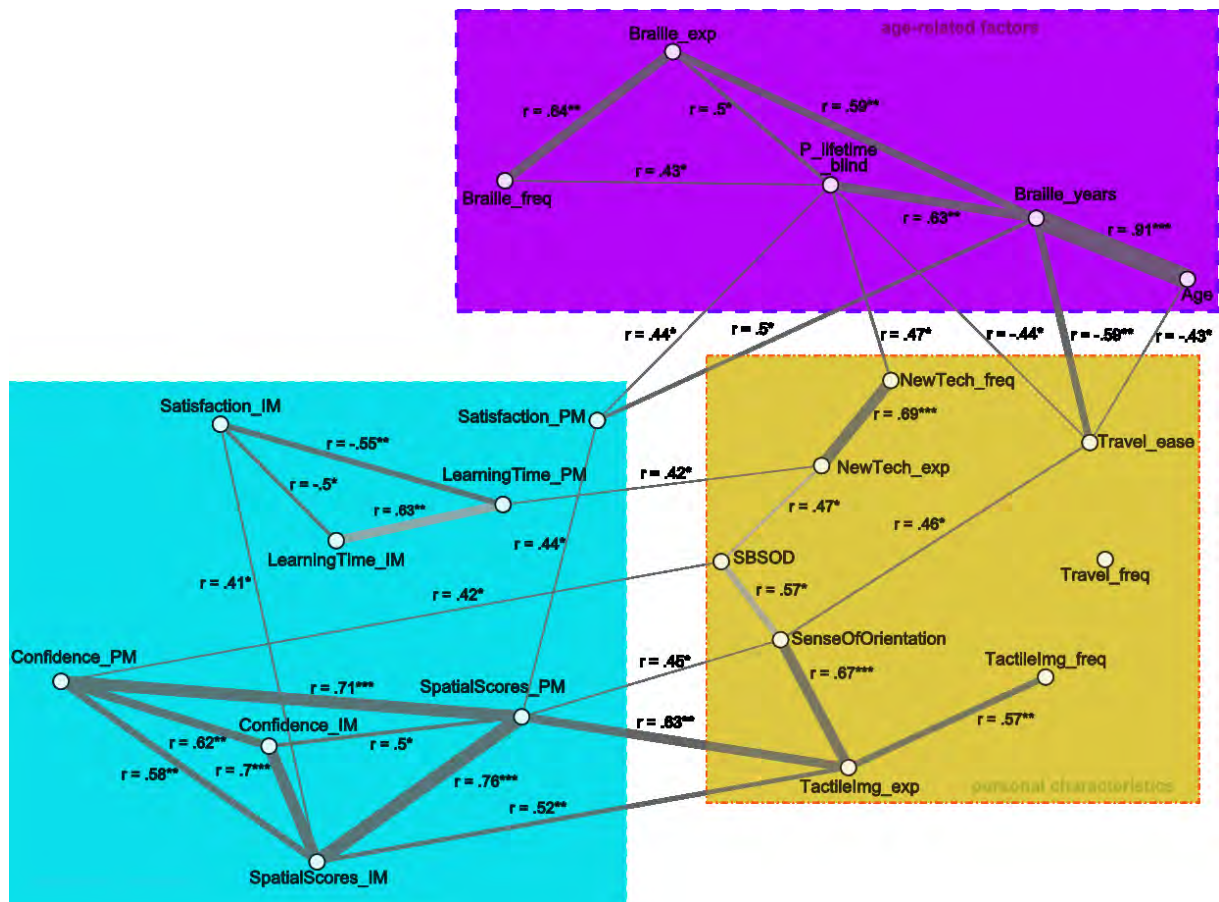 age-related factors
Braille_exp
r = .84**
r = .5*
r = .59**
P_lifetime
_blind
r = .43*
Braille_freq
Braille_years
r = .63**
r = .91***
Age
r = .44*
r = .5*
r = .47*
r = -.44*
r = -.59**
r = -.43*
NewTech_freq
Satisfaction_IM
Satisfaction_PM
r = .69***
Travel_ease
r = -.55**
LearningTime_PM
r = .42*
NewTech_exp
r = -.5*
r = .63**
r = .47*
r = .46*
LearningTime_IM
r = .44*
SBSOD
Travel_freq
r = .41*
r = .42*
r = .57*
SenseOfOrientation
Confidence_PM
r = .45*
TactileImg_freq
r = .67***
r = .71***
SpatialScores_PM
Confidence_IM
r = .63**
r = .57**
r = .62**
r = .5*
r = .58**
r = .7***
r = .76***
TactileImg_exp
personal characteristics
r = .52**
SpatialScores_IM